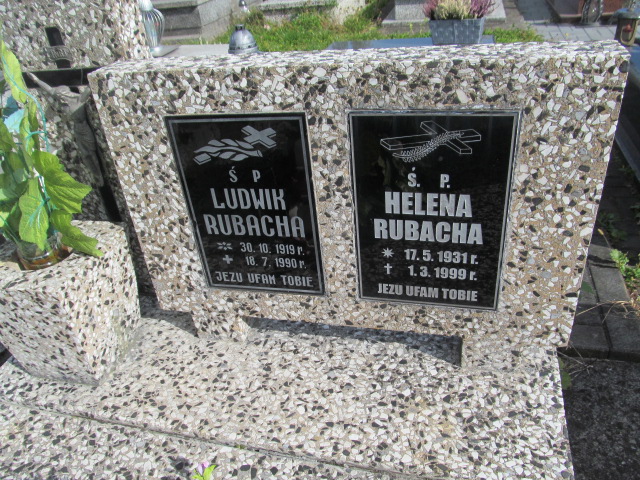 Ś P
LUDWIK
RUBACHA
30.10.1919 r.
18.7.1990 r.
JEZU UFAM TOBIE
Ś. P.
HELENA
RUBACHA
* 17.5.1931 r.
† 1.3.1999 r.
JEZU UFAM TOBIE